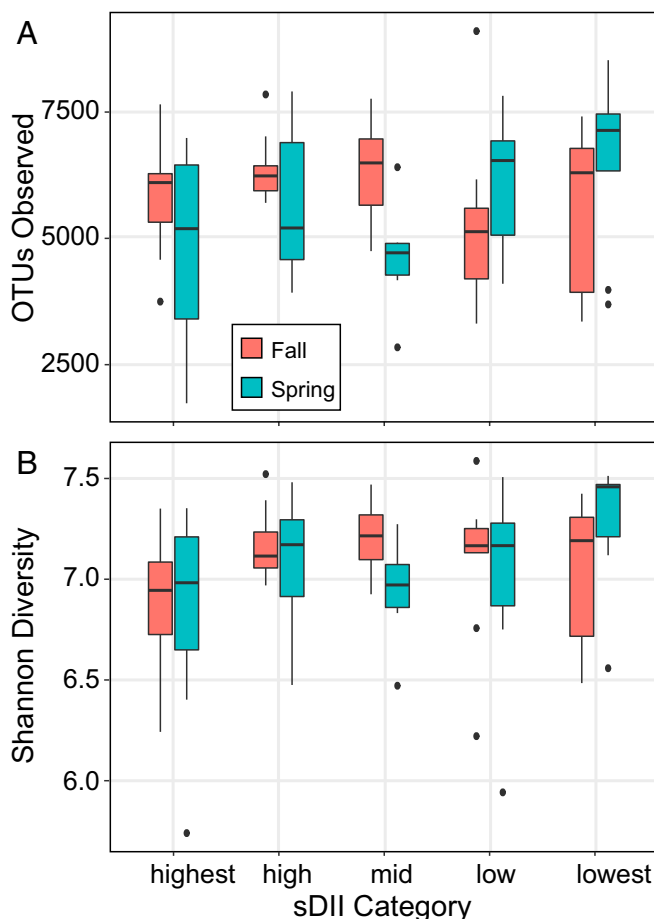 A
OTUs Observed
7500
5000
2500
Fall
Spring
B
Shannon Diversity
7.5
7.0
6.5
6.0
highest high mid low lowest
sDII Category